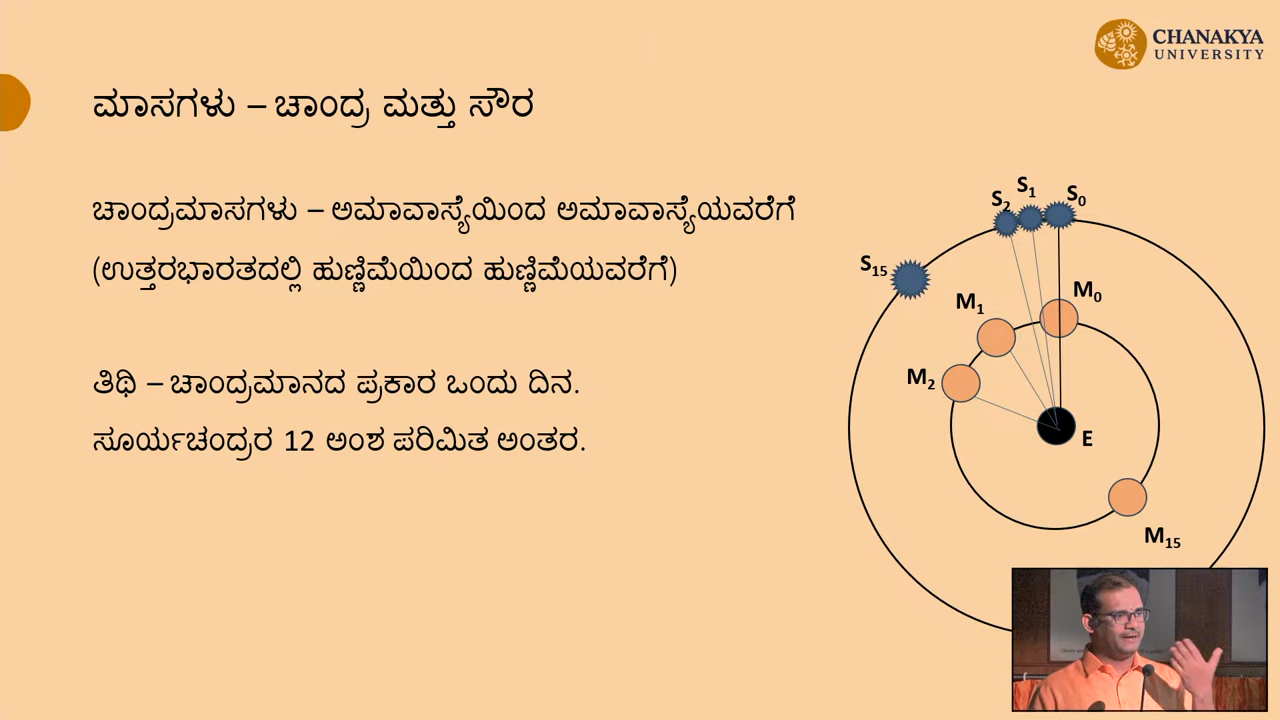 CHANAKYA
UNIVERSITY
ಮಾಸಗಳು – ಚಾಂದ್ರ ಮತ್ತು ಸೌರ
ಚಾಂದ್ರಮಾಸಗಳು – ಅಮಾವಾಸ್ಯೆಯಿಂದ ಅಮಾವಾಸ್ಯೆಯವರೆಗೆ
(ಉತ್ತರಭಾರತದಲ್ಲಿ ಹುಣ್ಣಿಮೆಯಿಂದ ಹುಣ್ಣಿಮೆಯವರೆಗೆ)
ತಿಥಿ – ಚಾಂದ್ರಮಾನದ ಪ್ರಕಾರ ಒಂದು ದಿನ.
ಸೂರ್ಯಚಂದ್ರರ 12 ಅಂಶ ಪರಿಮಿತ ಅಂತರ.
S₂ S₁ S₀
S₁₅
M₁ M₀
M₂
E
M₁₅